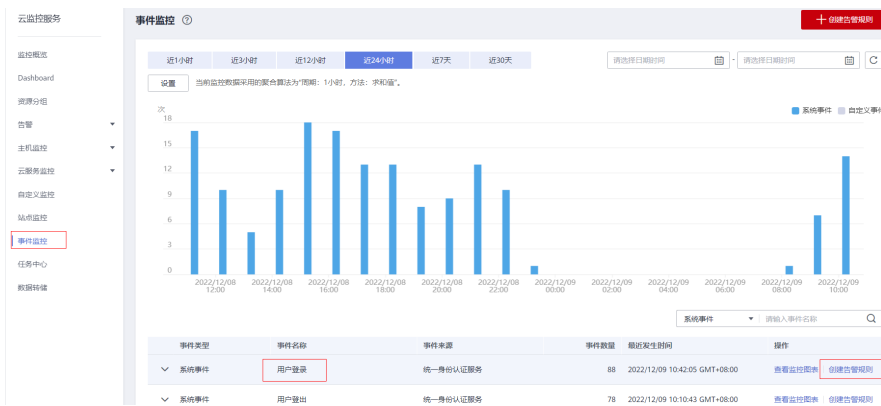 云监控服务
事件监控
创建告警规则
监控概览
Dashboard
资源分组
告警
主机监控
云服务监控
自定义监控
站点监控
事件监控
任务中心
数据转储
近1小时 近3小时 近12小时 近24小时 近7天 近30天
请选择日期时间 - 请选择日期时间
设置 当前监控数据采用的聚合算法为"周期：1小时，方法：求和值"。
次
系统事件 自定义事件
18
15
12
9
6
3
0
2022/12/08 2022/12/08 2022/12/08 2022/12/08 2022/12/08 2022/12/08 2022/12/09 2022/12/09 2022/12/09 2022/12/09 2022/12/09 2022/12/09
12:00 14:00 16:00 18:00 20:00 22:00 00:00 02:00 04:00 06:00 08:00 10:00
系统事件 请输入事件名称
事件类型 事件名称 事件来源 事件数量 最近发生时间 操作
系统事件 用户登录 统一身份认证服务 88 2022/12/09 10:42:05 GMT+08:00 查看监控图表 创建告警规则
系统事件 用户登出 统一身份认证服务 78 2022/12/09 10:10:43 GMT+08:00 查看监控图表 创建告警规则